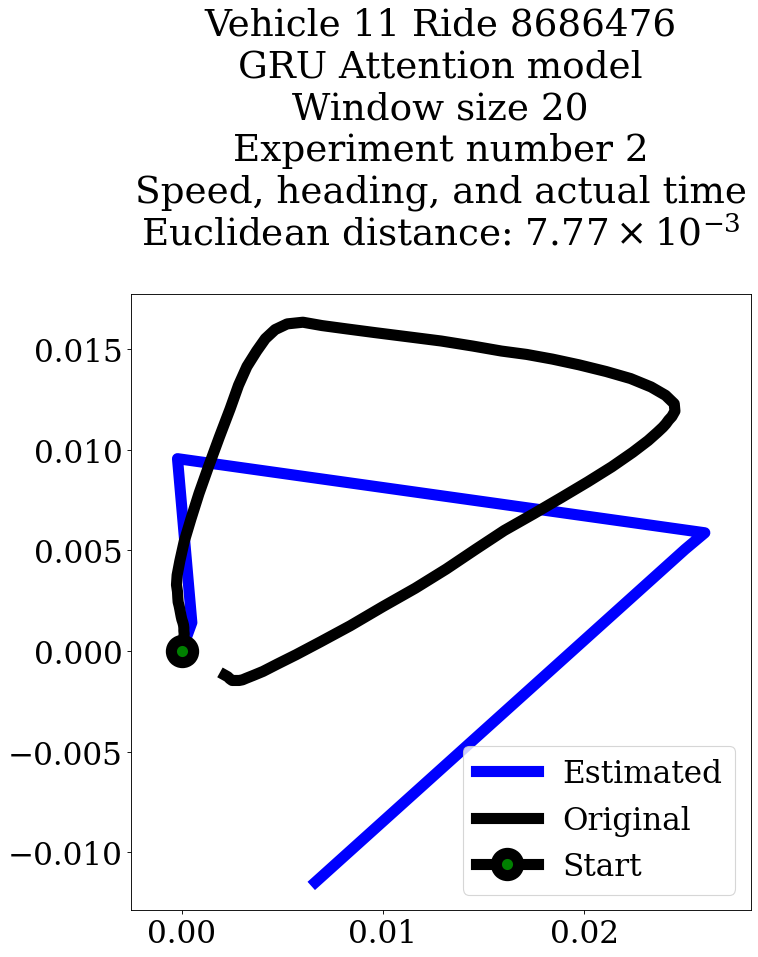 Vehicle 11 Ride 8686476
GRU Attention model
Window size 20
Experiment number 2
Speed, heading, and actual time
Euclidean distance: 7.77 × 10⁻³
0.015
0.010
0.005
0.000
−0.005
−0.010
0.00 0.01 0.02
Estimated
Original
Start